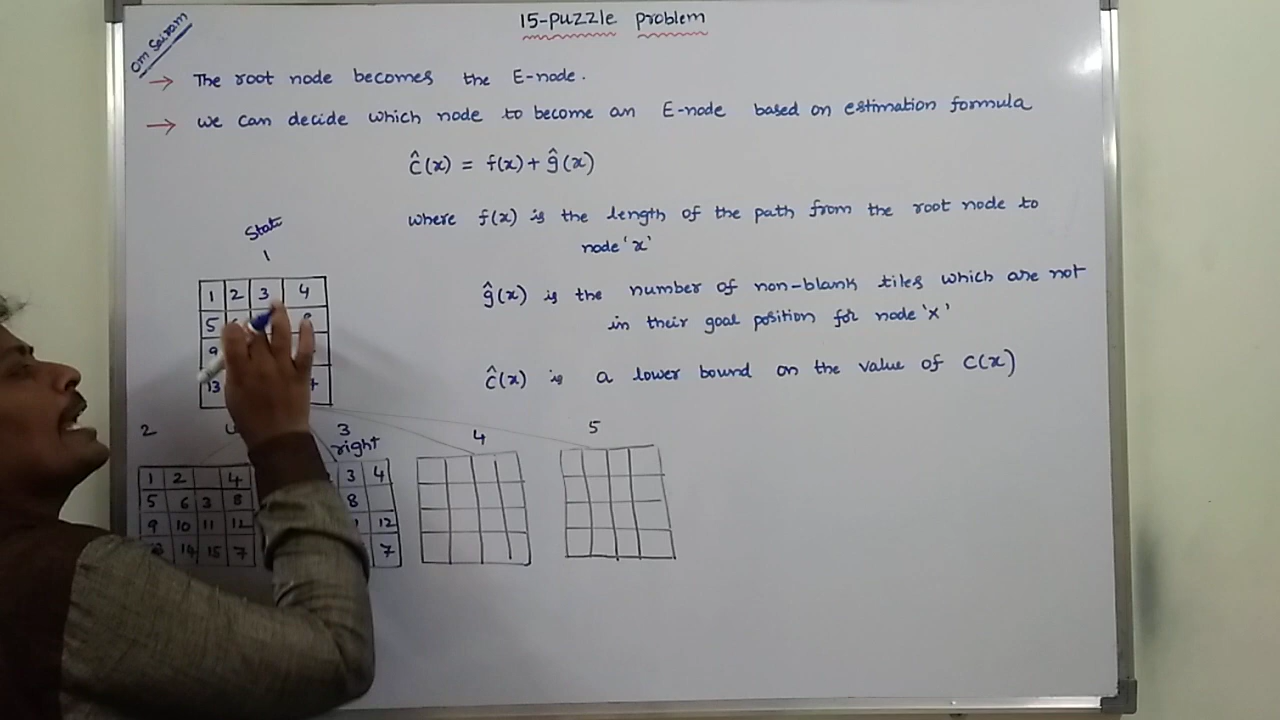 15-puzzle problem
Om Sairam
→ The root node becomes the E-node.
→ we can decide which node to become an E-node based on estimation formula
ĉ(x) = f(x) + ĝ(x)
where f(x) is the length of the path from the root node to
node 'x'
ĝ(x) is the number of non-blank tiles which are not
in their goal position for node 'x'
ĉ(x) is a lower bound on the value of c(x)
State
1
1 2 3 4
5
9
13
2 3 4 5
right
1 2 4
5 6 3 8
9 10 11 12
14 15 7
3 4
8
12
7